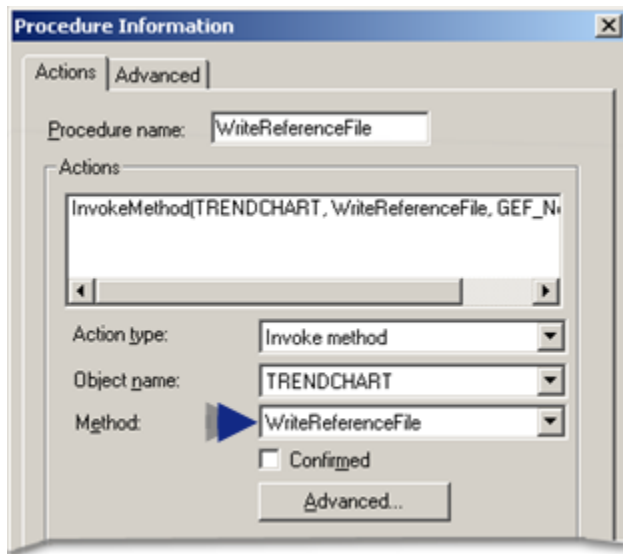 Procedure Information
Actions Advanced
Procedure name: WriteReferenceFile
Actions
InvokeMethod(TRENDCHART, WriteReferenceFile, GEF_N
Action type: Invoke method
Object name: TRENDCHART
Method: WriteReferenceFile
Confirmed
Advanced...